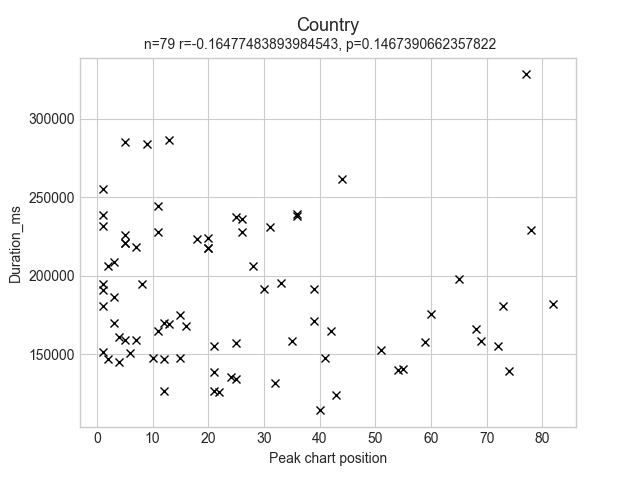 Country
n=79 r=-0.16477483893984543, p=0.1467390662357822
300000
250000
200000
150000
Duration_ms
0 10 20 30 40 50 60 70 80
Peak chart position